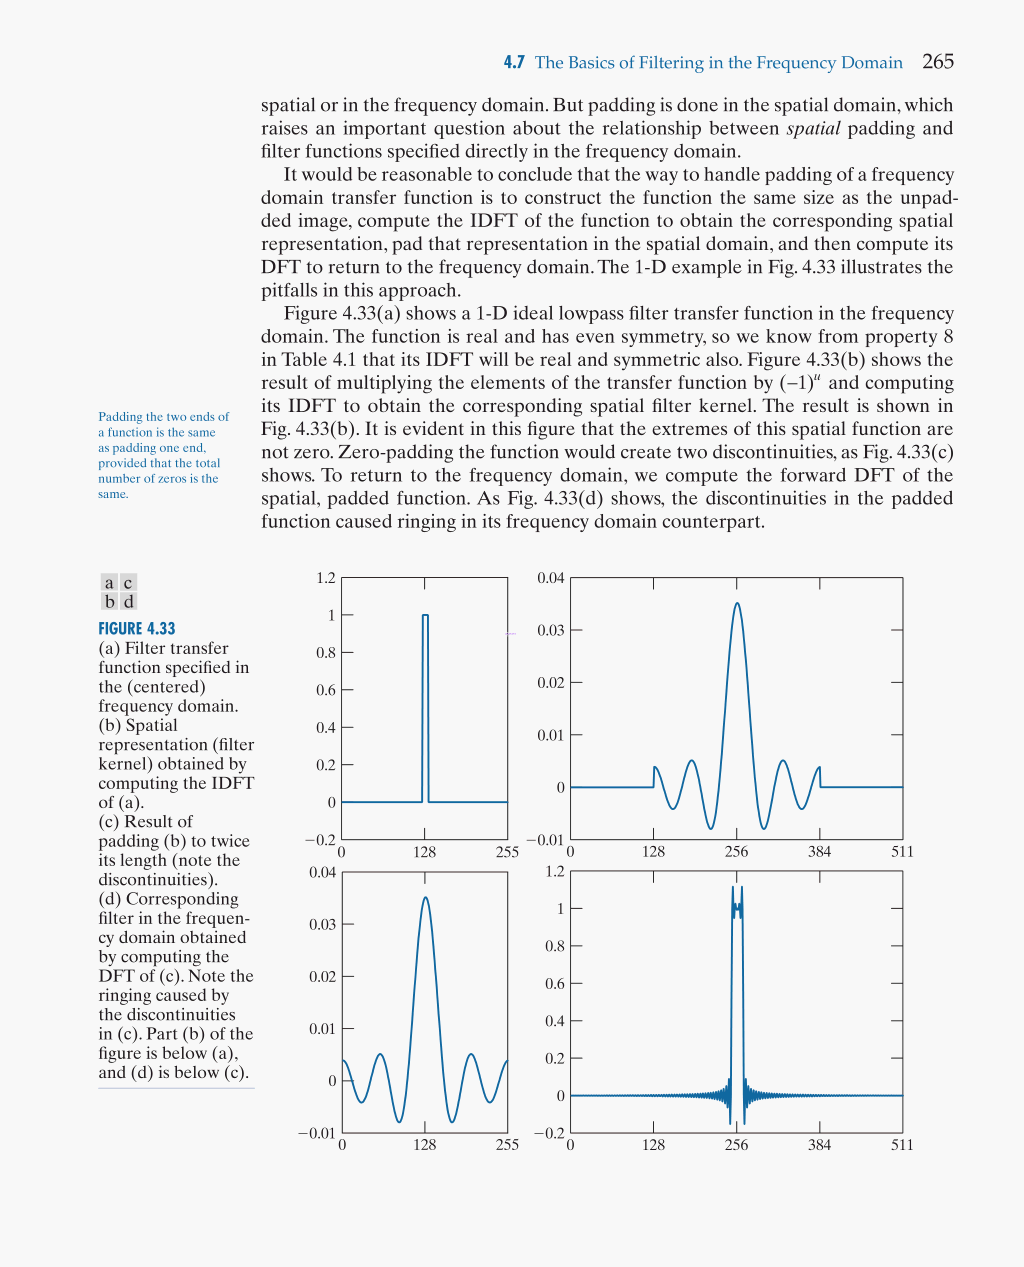 4.7 The Basics of Filtering in the Frequency Domain 265
spatial or in the frequency domain. But padding is done in the spatial domain, which
raises an important question about the relationship between spatial padding and
filter functions specified directly in the frequency domain.
It would be reasonable to conclude that the way to handle padding of a frequency
domain transfer function is to construct the function the same size as the unpad-
ded image, compute the IDFT of the function to obtain the corresponding spatial
representation, pad that representation in the spatial domain, and then compute its
DFT to return to the frequency domain. The 1-D example in Fig. 4.33 illustrates the
pitfalls in this approach.
Figure 4.33(a) shows a 1-D ideal lowpass filter transfer function in the frequency
domain. The function is real and has even symmetry, so we know from property 8
in Table 4.1 that its IDFT will be real and symmetric also. Figure 4.33(b) shows the
result of multiplying the elements of the transfer function by (−1)^u and computing
its IDFT to obtain the corresponding spatial filter kernel. The result is shown in
Fig. 4.33(b). It is evident in this figure that the extremes of this spatial function are
not zero. Zero-padding the function would create two discontinuities, as Fig. 4.33(c)
shows. To return to the frequency domain, we compute the forward DFT of the
spatial, padded function. As Fig. 4.33(d) shows, the discontinuities in the padded
function caused ringing in its frequency domain counterpart.
Padding the two ends of
a function is the same
as padding one end,
provided that the total
number of zeros is the
same.
a c
b d
FIGURE 4.33
(a) Filter transfer
function specified in
the (centered)
frequency domain.
(b) Spatial
representation (filter
kernel) obtained by
computing the IDFT
of (a).
(c) Result of
padding (b) to twice
its length (note the
discontinuities).
(d) Corresponding
filter in the frequen-
cy domain obtained
by computing the
DFT of (c). Note the
ringing caused by
the discontinuities
in (c). Part (b) of the
figure is below (a),
and (d) is below (c).
1.2
1
0.8
0.6
0.4
0.2
0
−0.2
0 128 255
0.04
0.03
0.02
0.01
0
−0.01
0 128 256 384 511
0.04
0.03
0.02
0.01
0
−0.01
0 128 255
1.2
1
0.8
0.6
0.4
0.2
0
−0.2
0 128 256 384 511